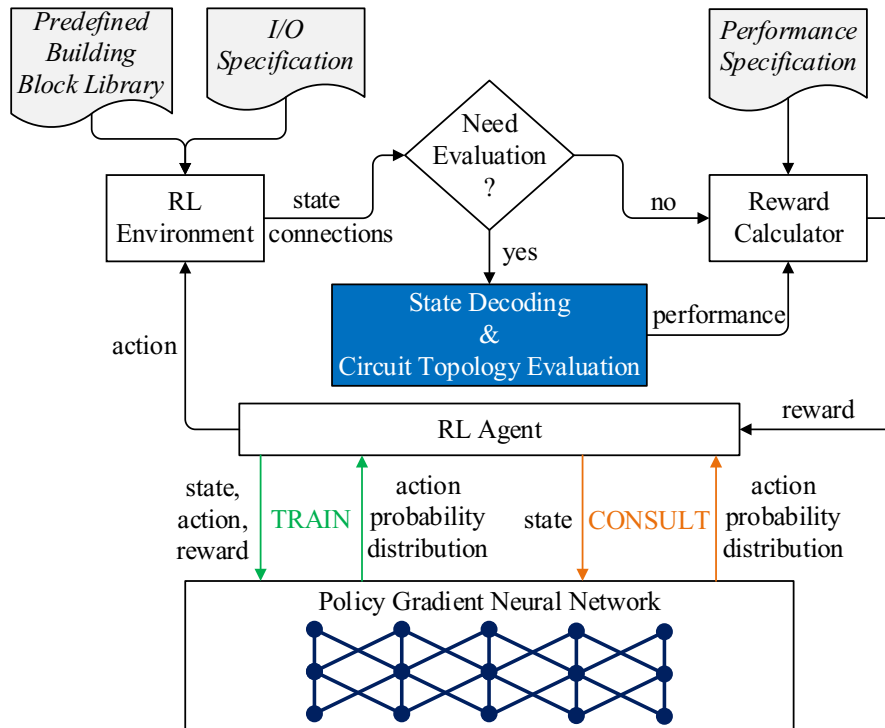 Predefined
Building
Block Library
I/O
Specification
Performance
Specification
Need
Evaluation
?
RL
Environment
state
connections
no
Reward
Calculator
yes
State Decoding
&
Circuit Topology Evaluation
performance
action
RL Agent
reward
state,
action,
reward
TRAIN
action
probability
distribution
state
CONSULT
action
probability
distribution
Policy Gradient Neural Network